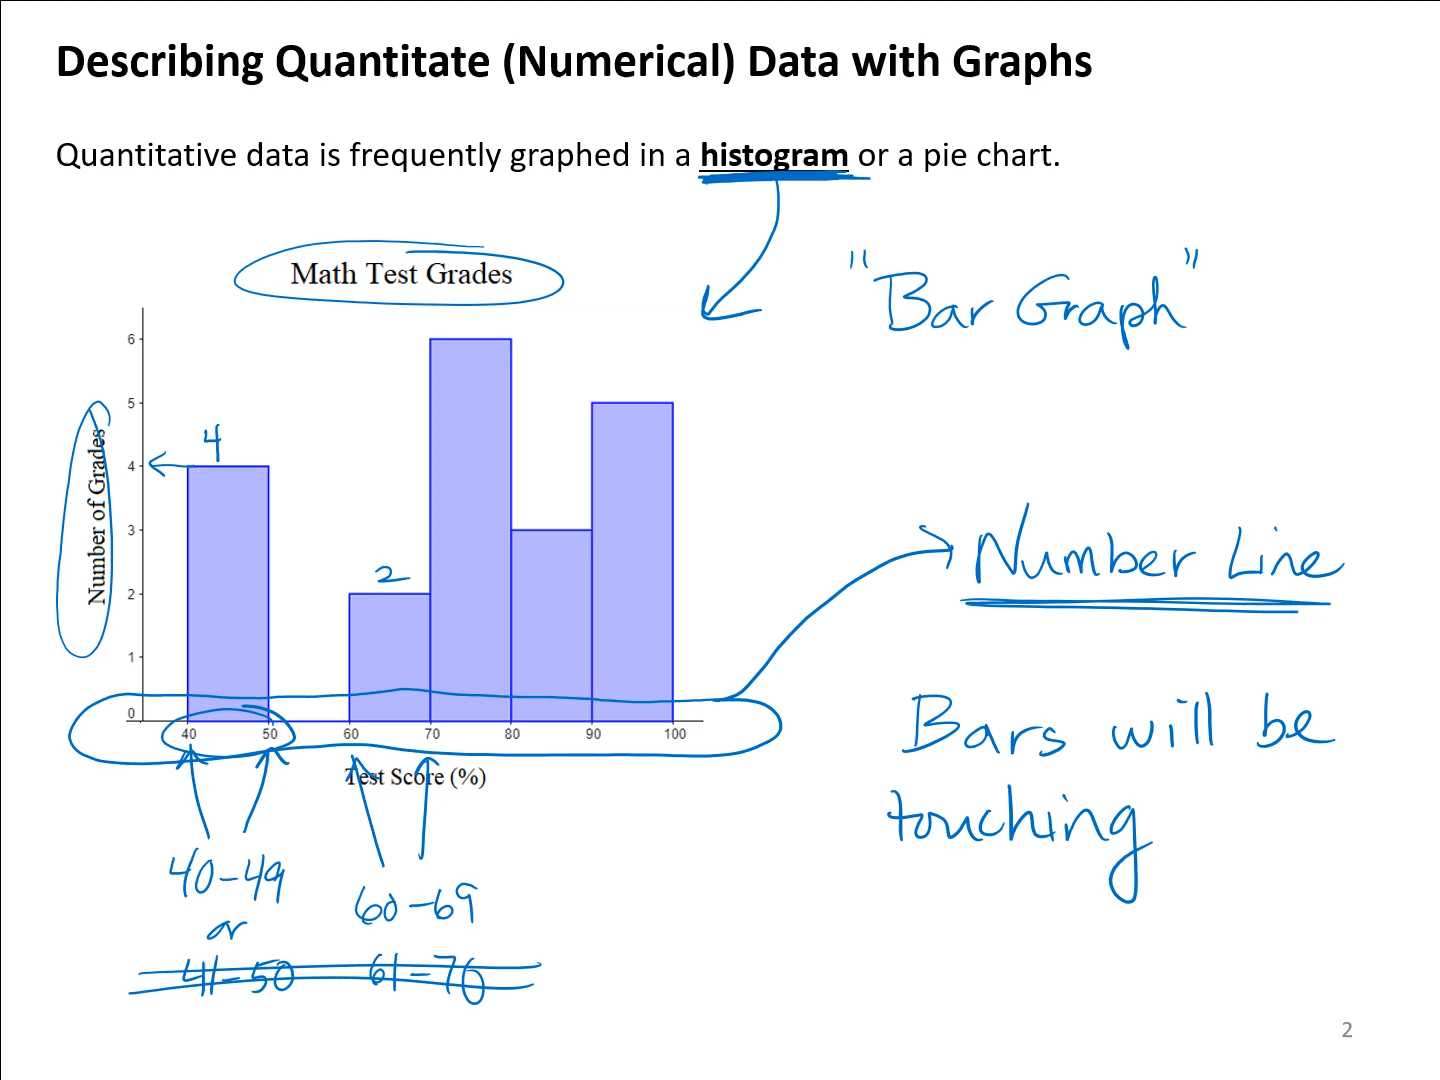 Describing Quantitate (Numerical) Data with Graphs
Quantitative data is frequently graphed in a histogram or a pie chart.
Math Test Grades
"Bar Graph"
6
5
4
4
3
2
2
1
0
Number of Grades
40 50 60 70 80 90 100
Test Score (%)
Number Line
Bars will be
touching
40-49 60-69
or
41-50 61-70
2